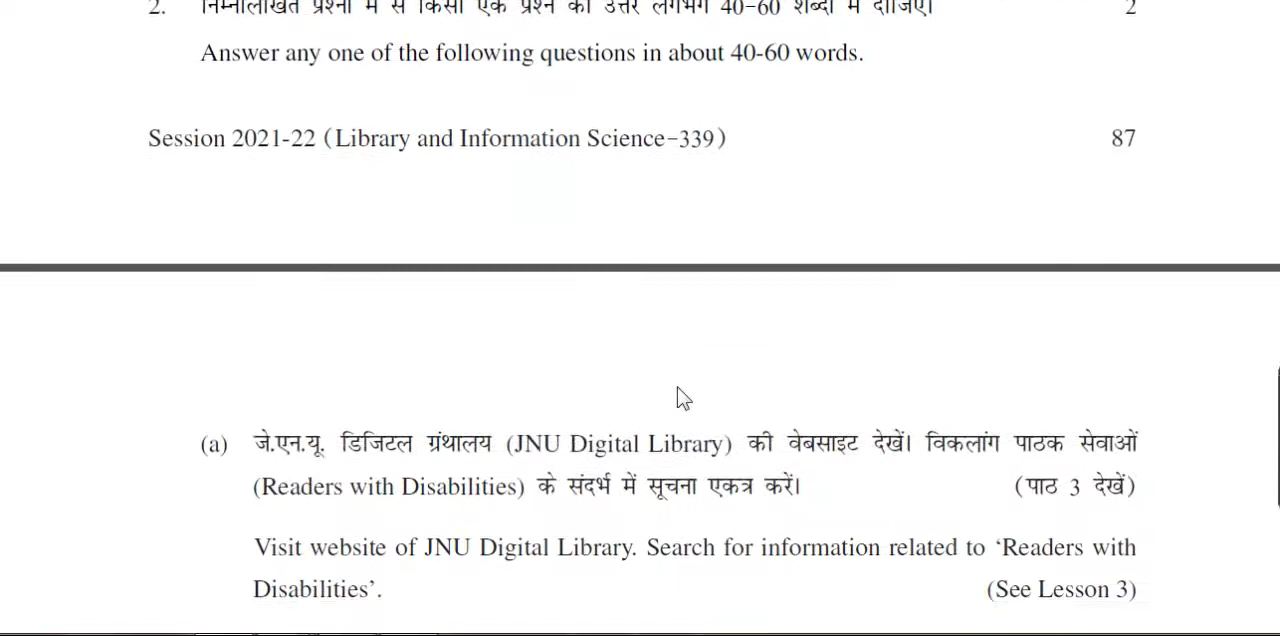 2. निम्नलिखित प्रश्नों में से किसी एक प्रश्न का उत्तर लगभग 40-60 शब्दों में दीजिए। 2
Answer any one of the following questions in about 40-60 words.
Session 2021-22 (Library and Information Science-339) 87
(a) जे.एन.यू. डिजिटल ग्रंथालय (JNU Digital Library) की वेबसाइट देखें। विकलांग पाठक सेवाओं
(Readers with Disabilities) के संदर्भ में सूचना एकत्र करें। (पाठ 3 देखें)
Visit website of JNU Digital Library. Search for information related to ‘Readers with
Disabilities’. (See Lesson 3)